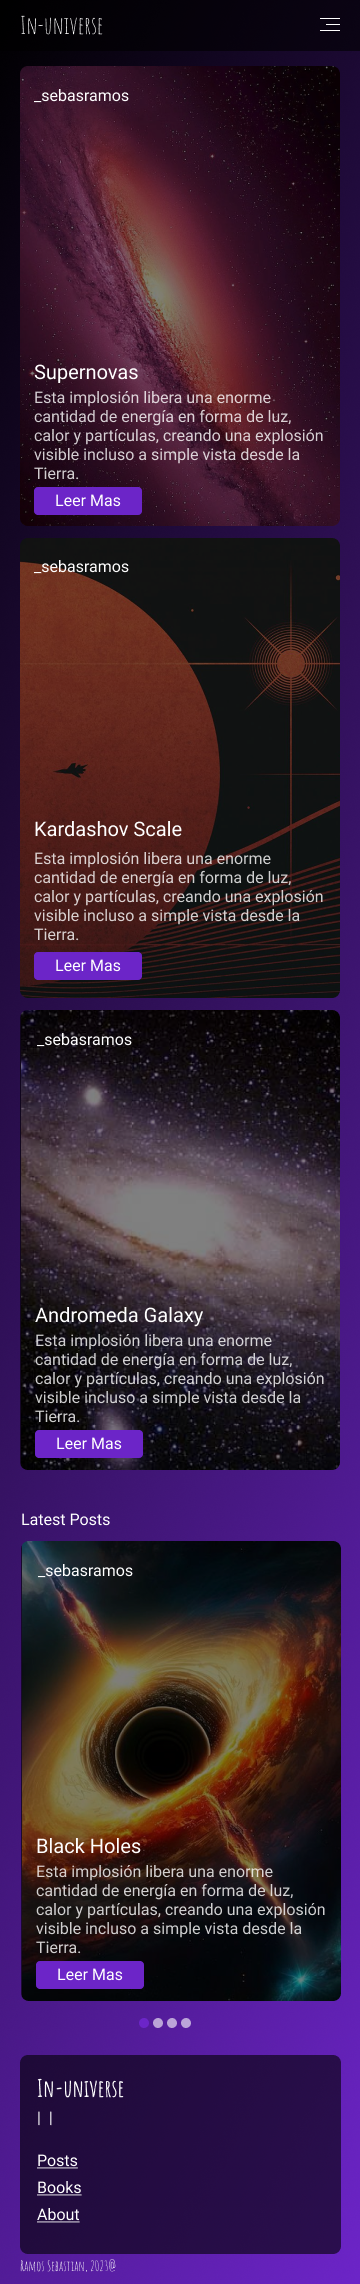 In-universe
_sebasramos
Supernovas
Esta implosión libera una enorme
cantidad de energía en forma de luz,
calor y partículas, creando una explosión
visible incluso a simple vista desde la
Tierra.
Leer Mas
_sebasramos
Kardashov Scale
Esta implosión libera una enorme
cantidad de energía en forma de luz,
calor y partículas, creando una explosión
visible incluso a simple vista desde la
Tierra.
Leer Mas
_sebasramos
Andromeda Galaxy
Esta implosión libera una enorme
cantidad de energía en forma de luz,
calor y partículas, creando una explosión
visible incluso a simple vista desde la
Tierra.
Leer Mas
Latest Posts
_sebasramos
Black Holes
Esta implosión libera una enorme
cantidad de energía en forma de luz,
calor y partículas, creando una explosión
visible incluso a simple vista desde la
Tierra.
Leer Mas
In-universe
| |
Posts
Books
About
Ramos Sebastian, 2023@